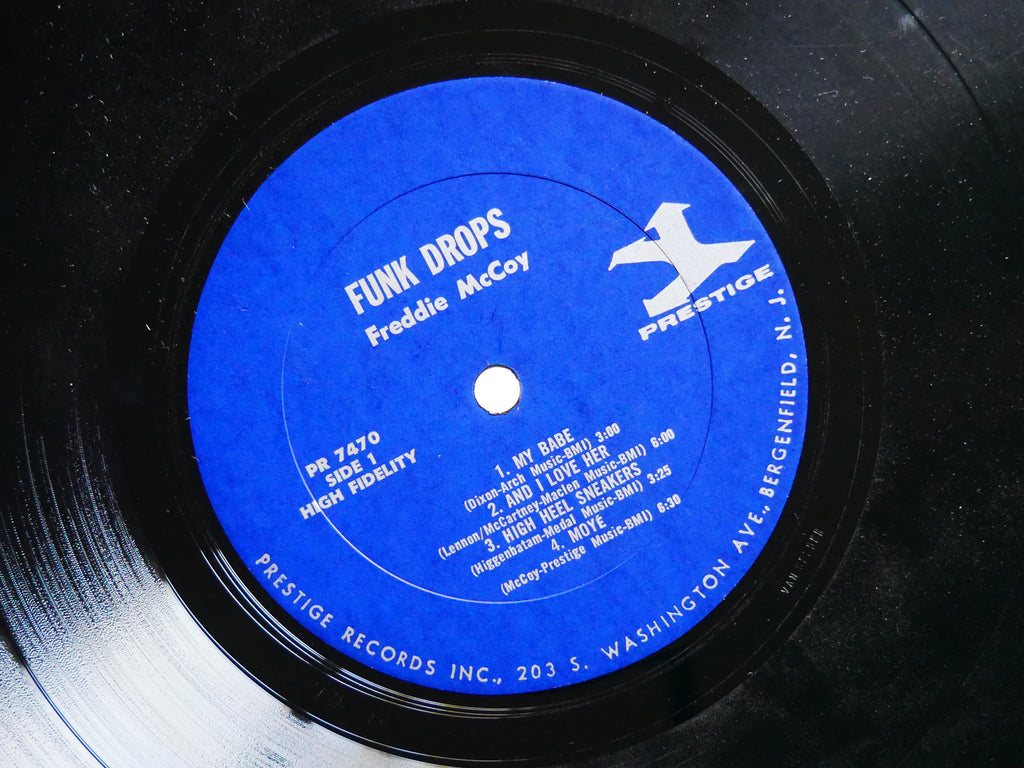 FUNK DROPS
Freddie McCoy
PRESTIGE
PR 7470
SIDE 1
HIGH FIDELITY
1. MY BABE
(Dixon-Arch Music-BMI) 3:00
2. AND I LOVE HER
(Lennon/McCartney-Maclen Music-BMI) 6:00
3. HIGH HEEL SNEAKERS
(Higgenbatam-Medal Music-BMI) 3:25
4. MOYE
(McCoy-Prestige Music-BMI) 6:30
PRESTIGE RECORDS INC., 203 S. WASHINGTON AVE., BERGENFIELD, N. J.
VAN GELDER